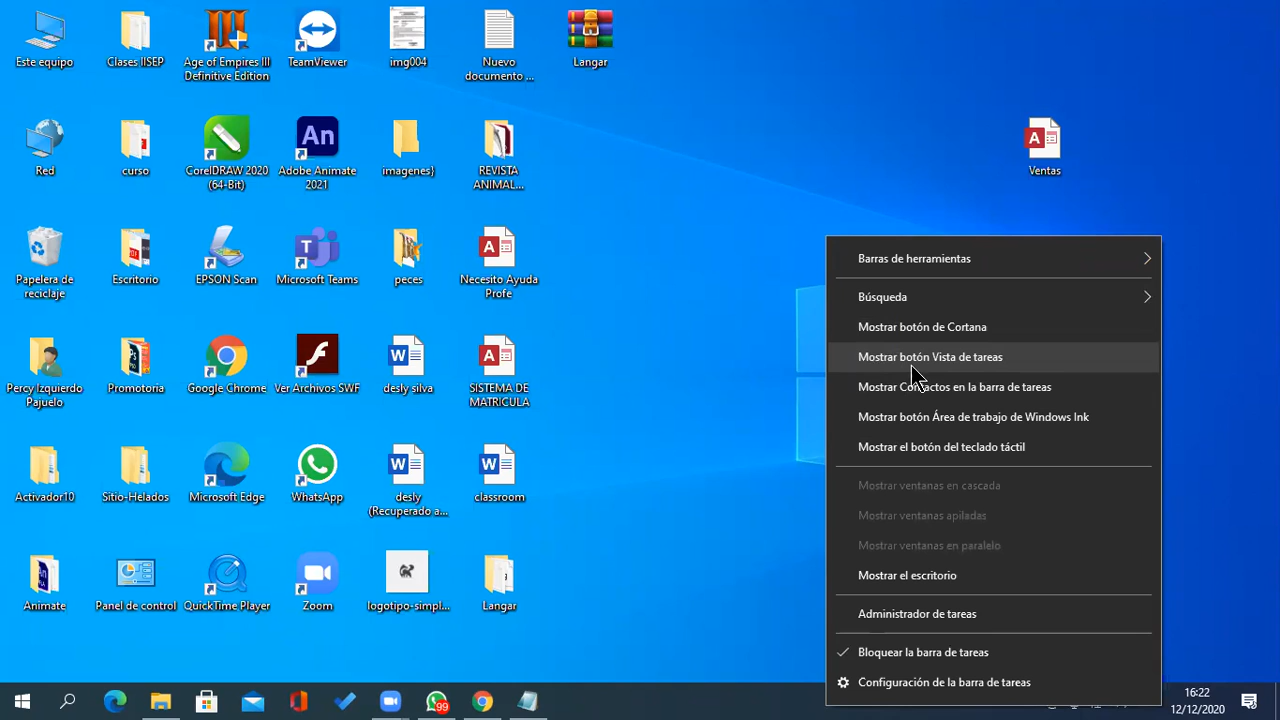 Este equipo
Clases IISEP
Age of Empires III
Definitive Edition
TeamViewer
img004
Nuevo
documento ...
Langar
Red
curso
CorelDRAW 2020
(64-Bit)
An
Adobe Animate
2021
imagenes}
REVISTA
ANIMAL...
Ventas
Papelera de
reciclaje
Escritorio
EPSON Scan
Microsoft Teams
peces
Necesito Ayuda
Profe
Percy Izquierdo
Pajuelo
Promotoria
Google Chrome
Ver Archivos SWF
desly silva
SISTEMA DE
MATRICULA
Activador10
Sitio-Helados
Microsoft Edge
WhatsApp
desly
(Recuperado a...
classroom
Animate
Panel de control
QuickTime Player
Zoom
logotipo-simpl...
Langar
Barras de herramientas
Búsqueda
Mostrar botón de Cortana
Mostrar botón Vista de tareas
Mostrar Contactos en la barra de tareas
Mostrar botón Área de trabajo de Windows Ink
Mostrar el botón del teclado táctil
Mostrar ventanas en cascada
Mostrar ventanas apiladas
Mostrar ventanas en paralelo
Mostrar el escritorio
Administrador de tareas
Bloquear la barra de tareas
Configuración de la barra de tareas
99
16:22
12/12/2020